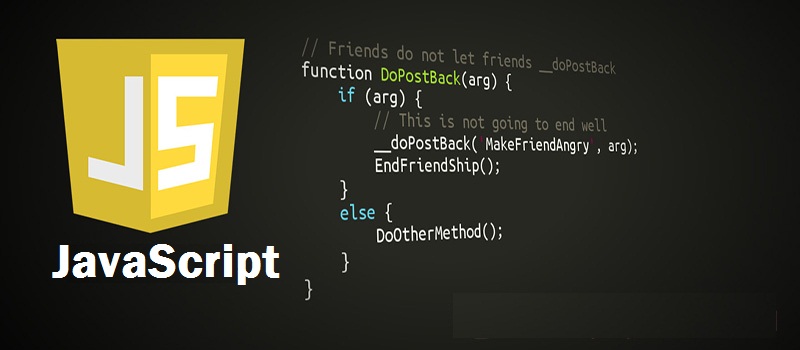 JS
JavaScript
// Friends do not let friends __doPostBack
function DoPostBack(arg) {
if (arg) {
// This is not going to end well
__doPostBack('MakeFriendAngry', arg);
EndFriendShip();
}
else {
DoOtherMethod();
}
}